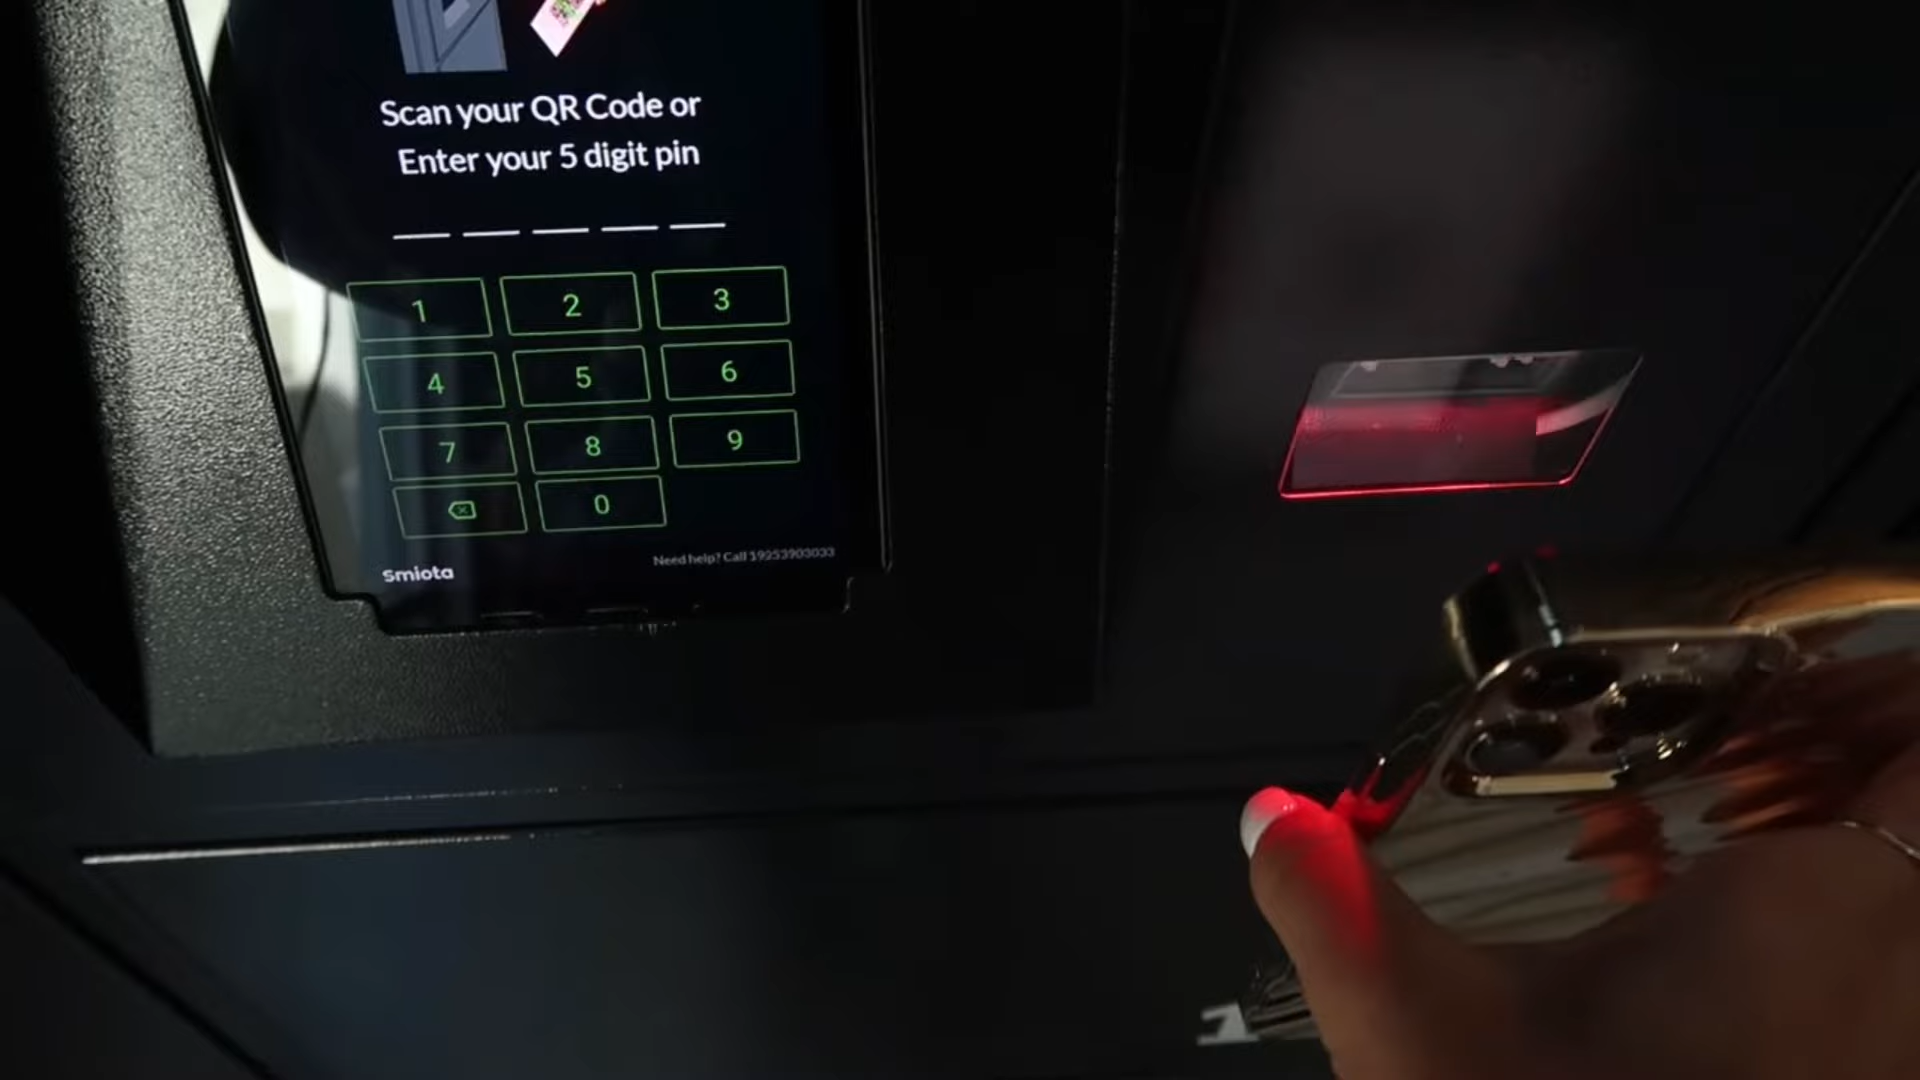 Scan your QR Code or
Enter your 5 digit pin
1 2 3
4 5 6
7 8 9
0
smiota
Need help? Call 19253903033